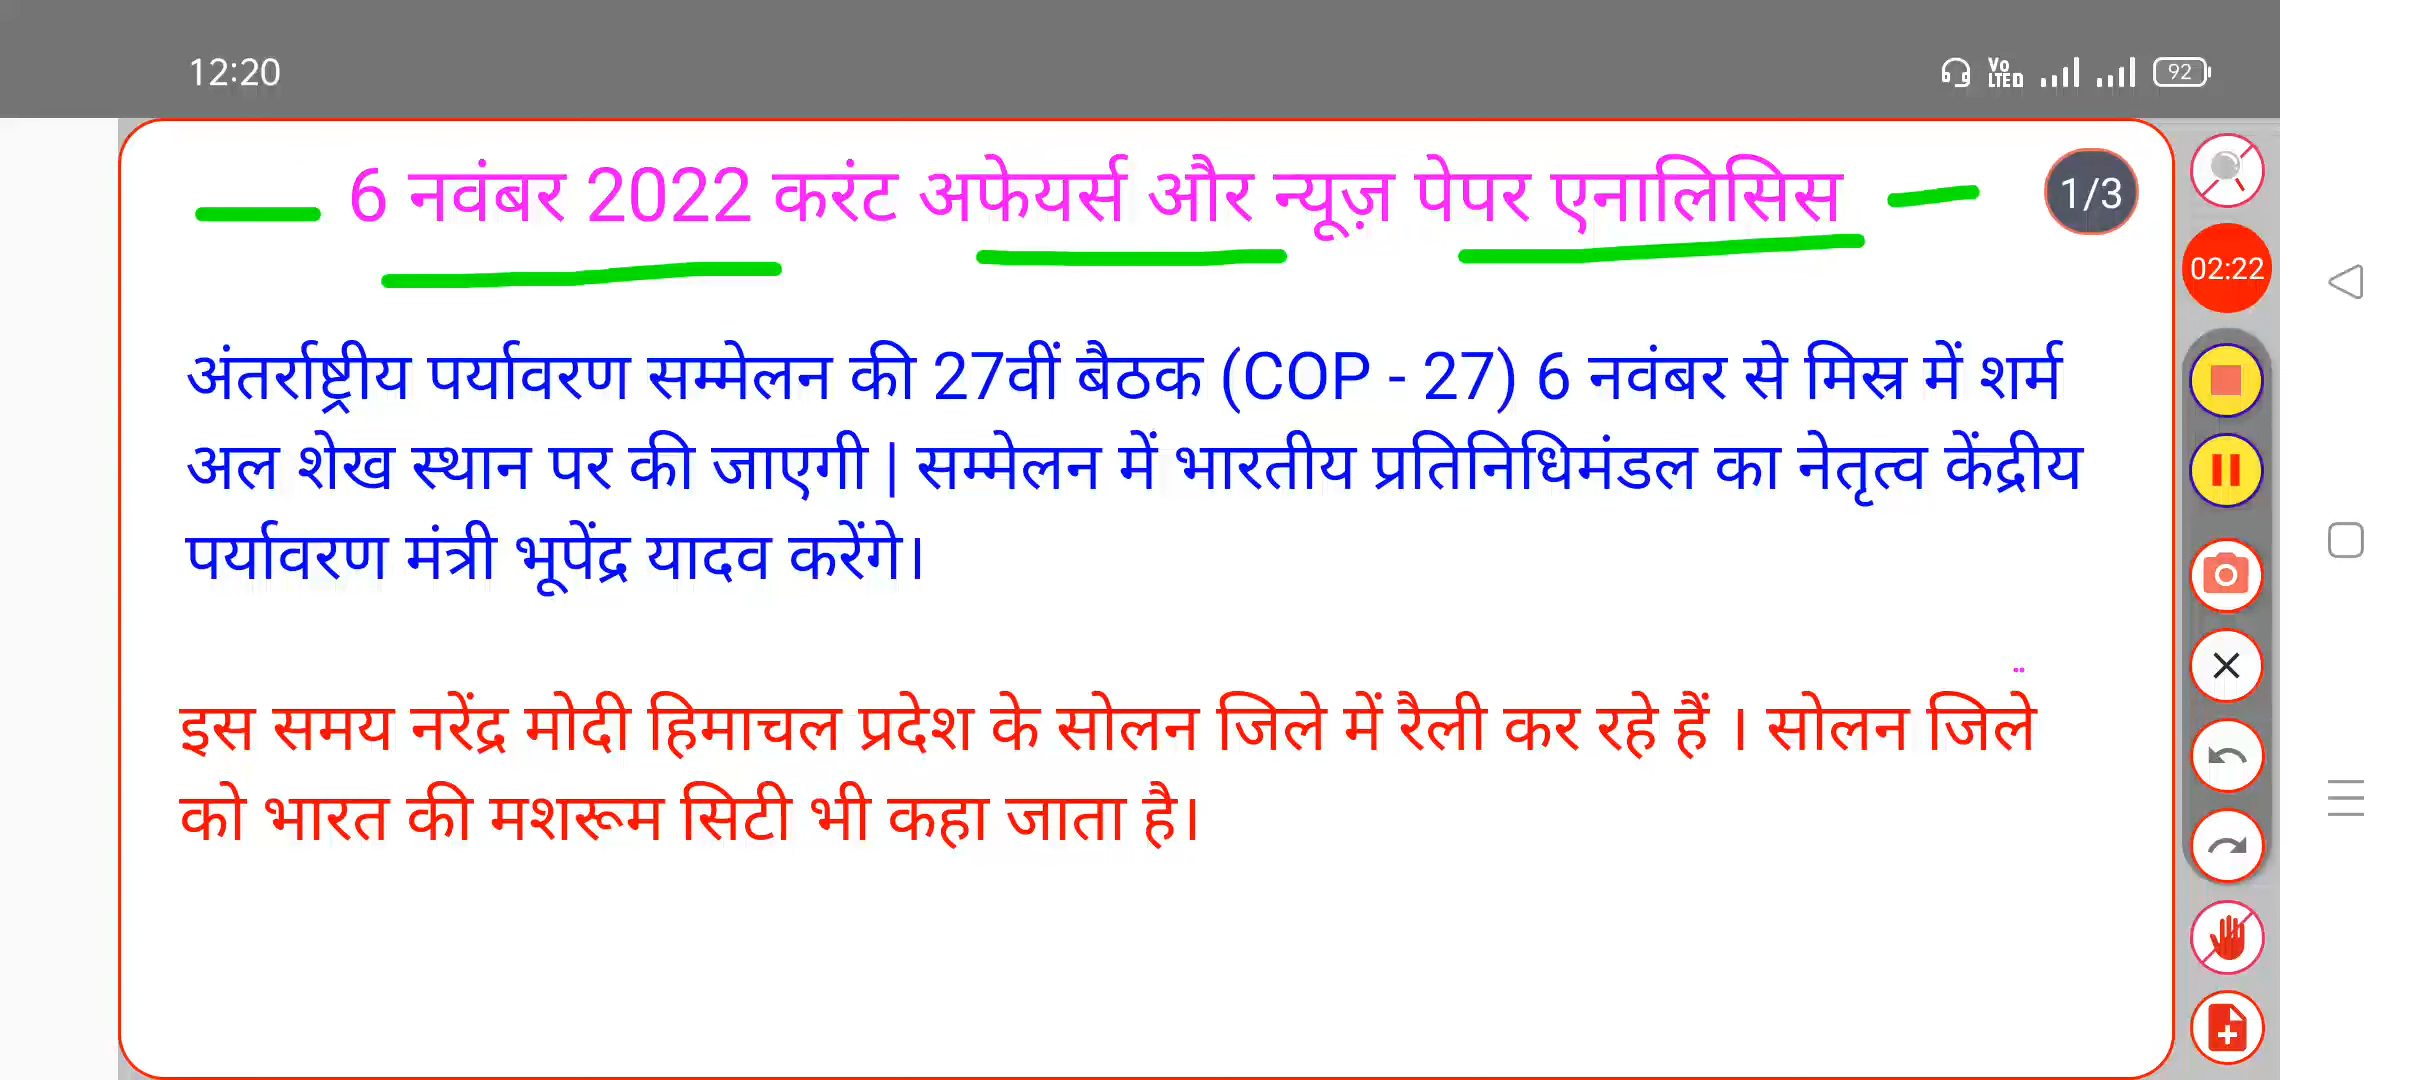 12:20
Vo LTED
92
6 नवंबर 2022 करंट अफेयर्स और न्यूज़ पेपर एनालिसिस
1/3
02:22
अंतर्राष्ट्रीय पर्यावरण सम्मेलन की 27वीं बैठक (COP - 27) 6 नवंबर से मिस्र में शर्म
अल शेख स्थान पर की जाएगी | सम्मेलन में भारतीय प्रतिनिधिमंडल का नेतृत्व केंद्रीय
पर्यावरण मंत्री भूपेंद्र यादव करेंगे।
इस समय नरेंद्र मोदी हिमाचल प्रदेश के सोलन जिले में रैली कर रहे हैं । सोलन जिले
को भारत की मशरूम सिटी भी कहा जाता है।